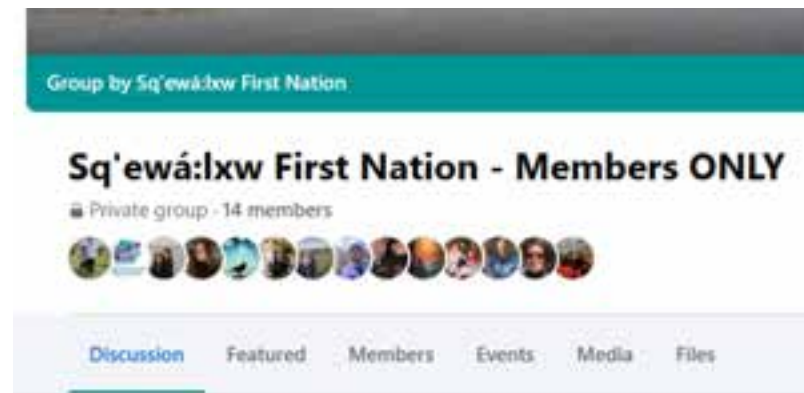 Group by Sq'ewá:lxw First Nation
Sq'ewá:lxw First Nation - Members ONLY
Private group · 14 members
Discussion Featured Members Events Media Files